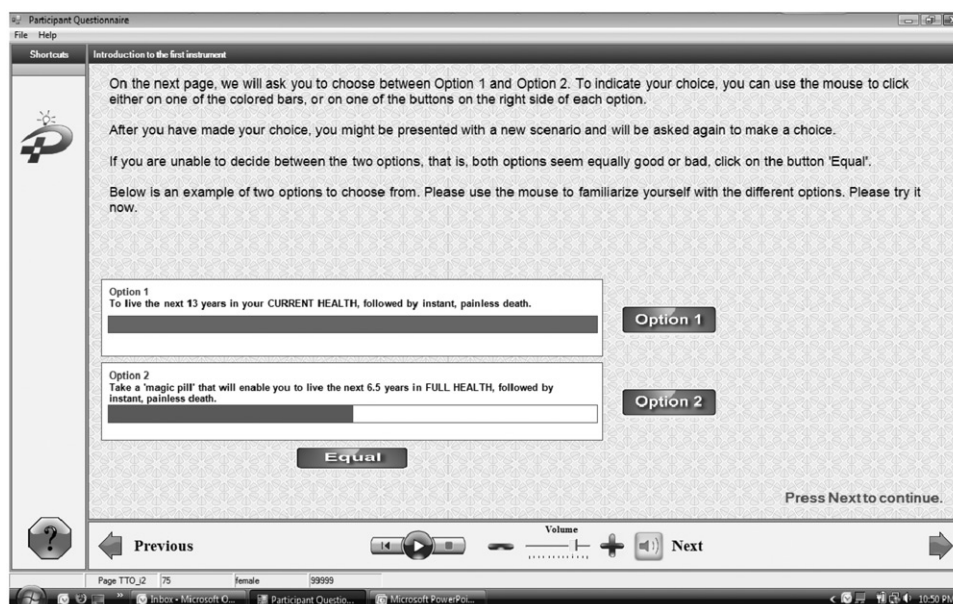 Participant Questionnaire
File Help
Shortcuts
Introduction to the first instrument
On the next page, we will ask you to choose between Option 1 and Option 2. To indicate your choice, you can use the mouse to click
either on one of the colored bars, or on one of the buttons on the right side of each option.
After you have made your choice, you might be presented with a new scenario and will be asked again to make a choice.
If you are unable to decide between the two options, that is, both options seem equally good or bad, click on the button 'Equal'.
Below is an example of two options to choose from. Please use the mouse to familiarize yourself with the different options. Please try it
now.
Option 1
To live the next 13 years in your CURRENT HEALTH, followed by instant, painless death.
Option 1
Option 2
Take a 'magic pill' that will enable you to live the next 6.5 years in FULL HEALTH, followed by
instant, painless death.
Option 2
Equal
Press Next to continue.
?
Previous
Volume
Next
Page TTO_i2 75 female 99999
Inbox - Microsoft O... Participant Questio... Microsoft PowerPoi... 10:50 PM